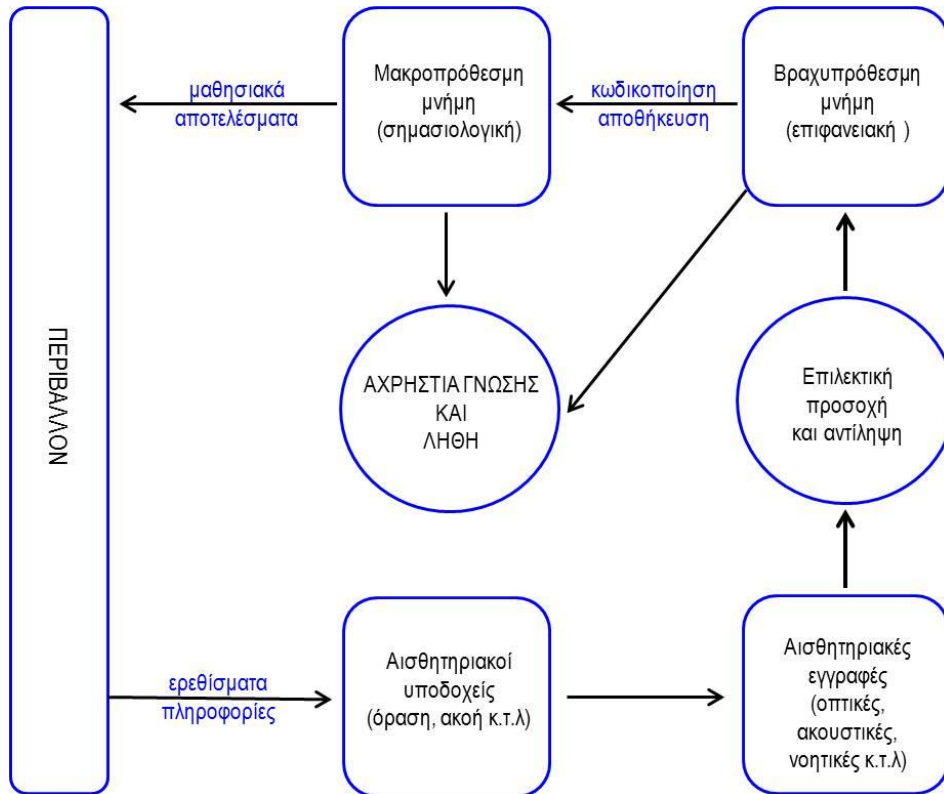 ΠΕΡΙΒΑΛΛΟΝ
μαθησιακά
αποτελέσματα
Μακροπρόθεσμη
μνήμη
(σημασιολογική)
κωδικοποίηση
αποθήκευση
Βραχυπρόθεσμη
μνήμη
(επιφανειακή )
ΑΧΡΗΣΤΙΑ ΓΝΩΣΗΣ
ΚΑΙ
ΛΗΘΗ
Επιλεκτική
προσοχή
και αντίληψη
ερεθίσματα
πληροφορίες
Αισθητηριακοί
υποδοχείς
(όραση, ακοή κ.τ.λ)
Αισθητηριακές
εγγραφές
(οπτικές,
ακουστικές,
νοητικές κ.τ.λ)